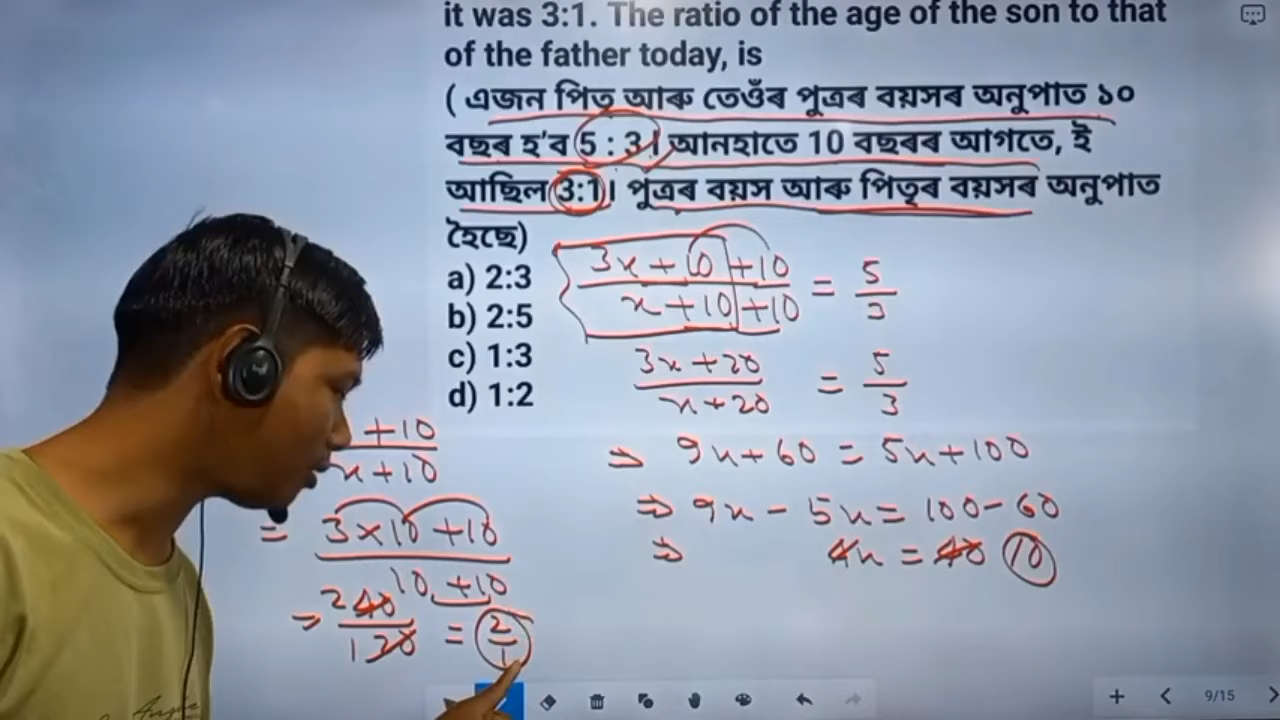 it was 3:1. The ratio of the age of the son to that
of the father today, is
( এজন পিতৃ আৰু তেওঁৰ পুত্ৰৰ বয়সৰ অনুপাত ১০
বছৰ হ'ব 5 : 3। আনহাতে 10 বছৰৰ আগতে, ই
আছিল 3:1। পুত্ৰৰ বয়স আৰু পিতৃৰ বয়সৰ অনুপাত
হৈছে)
a) 2:3
b) 2:5
c) 1:3
d) 1:2
3x+10+10 / x+10+10 = 5/3
3x+20 / x+20 = 5/3
⇒ 9x+60 = 5x+100
⇒ 9x - 5x = 100-60
⇒ 4x = 40 10
+10 / x+10
= 3×10+10 / 10+10
⇒ 2 40 / 1 20 = 2/1
9/15